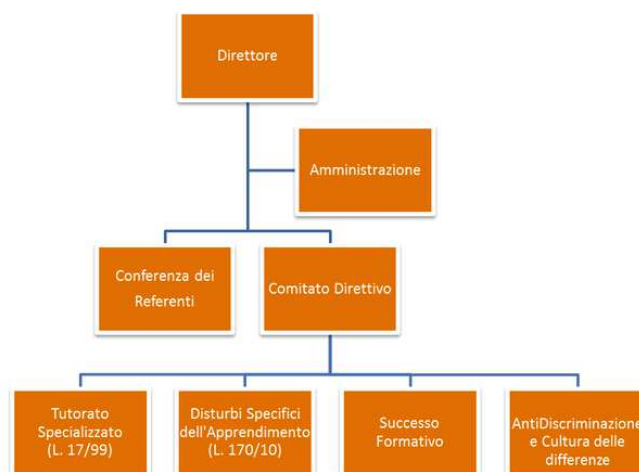 Direttore
Amministrazione
Conferenza dei
Referenti
Comitato Direttivo
Tutorato
Specializzato
(L. 17/99)
Disturbi Specifici
dell'Apprendimento
(L. 170/10)
Successo
Formativo
AntiDiscriminazione
e Cultura delle
differenze